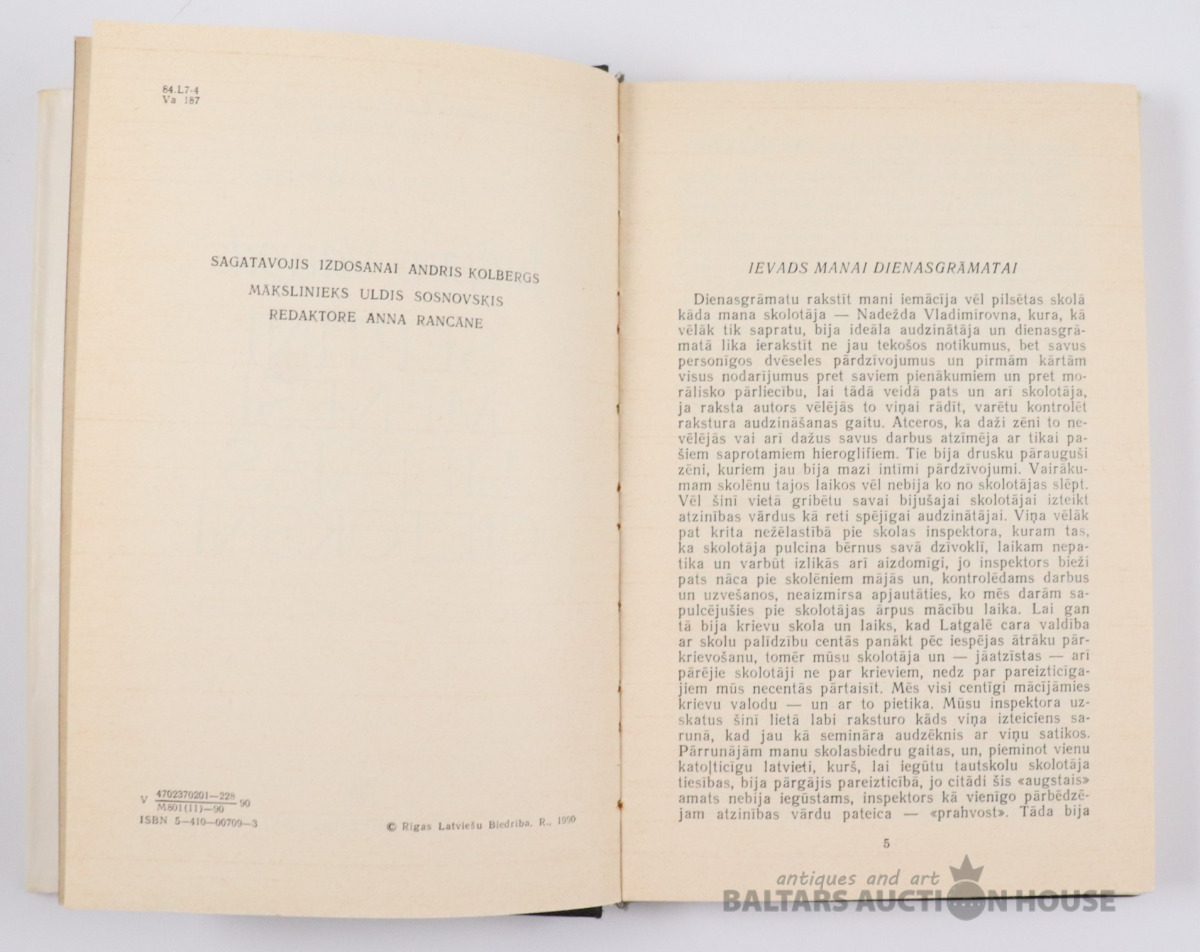 84.L7-4
Va 187
SAGATAVOJIS IZDOŠANAI ANDRIS KOLBERGS
MĀKSLINIEKS ULDIS SOSNOVSKIS
REDAKTORE ANNA RANCĀNE
V 4702370201—228
M801(11)—90 90
ISBN 5—410—00709—3
© Rīgas Latviešu Biedrība, R., 1990
IEVADS MANAI DIENASGRĀMATAI
Dienasgrāmatu rakstīt mani iemācīja vēl pilsētas skolā
kāda mana skolotāja — Nadežda Vladimirovna, kura, kā
vēlāk tik sapratu, bija ideāla audzinātāja un dienasgrā-
matā lika ierakstīt ne jau tekošos notikumus, bet savus
personīgos dvēseles pārdzīvojumus un pirmām kārtām
visus nodarījumus pret saviem pienākumiem un pret mo-
rālisko pārliecību, lai tādā veidā pats un arī skolotāja,
ja raksta autors vēlējās to viņai rādīt, varētu kontrolēt
rakstura audzināšanas gaitu. Atceros, ka daži zēni to ne-
vēlējās vai arī dažus savus darbus atzīmēja ar tikai pa-
šiem saprotamiem hieroglifiem. Tie bija drusku pārauguši
zēni, kuriem jau bija mazi intīmi pārdzīvojumi. Vairāku-
mam skolēnu tajos laikos vēl nebija ko no skolotājas slēpt.
Vēl šinī vietā gribētu savai bijušajai skolotājai izteikt
atzinības vārdus kā reti spējīgai audzinātājai. Viņa vēlāk
pat krita nežēlastībā pie skolas inspektora, kuram tas,
ka skolotāja pulcina bērnus savā dzīvoklī, laikam nepa-
tika un varbūt izlikās arī aizdomīgi, jo inspektors bieži
pats nāca pie skolēniem mājās un, kontrolēdams darbus
un uzvešanos, neaizmirsa apjautāties, ko mēs darām sa-
pulcējušies pie skolotājas ārpus mācību laika. Lai gan
tā bija krievu skola un laiks, kad Latgalē cara valdība
ar skolu palīdzību centās panākt pēc iespējas ātrāku pār-
krievošanu, tomēr mūsu skolotāja un — jāatzīstas — arī
pārējie skolotāji ne par krieviem, nedz par pareizticīga-
jiem mūs necentās pārtaisīt. Mēs visi centīgi mācījāmies
krievu valodu — un ar to pietika. Mūsu inspektora uz-
skatus šinī lietā labi raksturo kāds viņa izteiciens sa-
runā, kad jau kā semināra audzēknis ar viņu satikos.
Pārrunājām manu skolasbiedru gaitas, un, pieminot vienu
kato|ticīgu latvieti, kurš, lai iegūtu tautskolu skolotāja
tiesības, bija pārgājis pareizticībā, jo citādi šis «augstais»
amats nebija iegūstams, inspektors kā vienīgo pārbēdzē-
jam atzinības vārdu pateica — «prahvost». Tāda bija
5
antiques and art
BALTARS AUCTION HOUSE